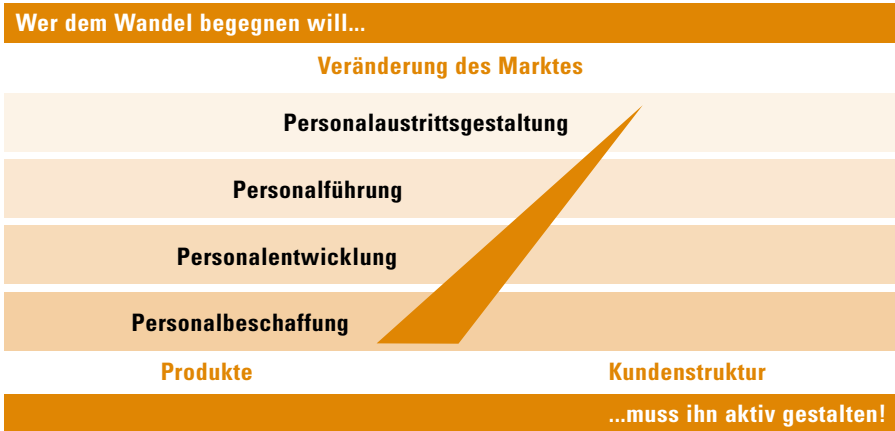 Wer dem Wandel begegnen will...
Veränderung des Marktes
Personalaustrittsgestaltung
Personalführung
Personalentwicklung
Personalbeschaffung
Produkte
Kundenstruktur
...muss ihn aktiv gestalten!